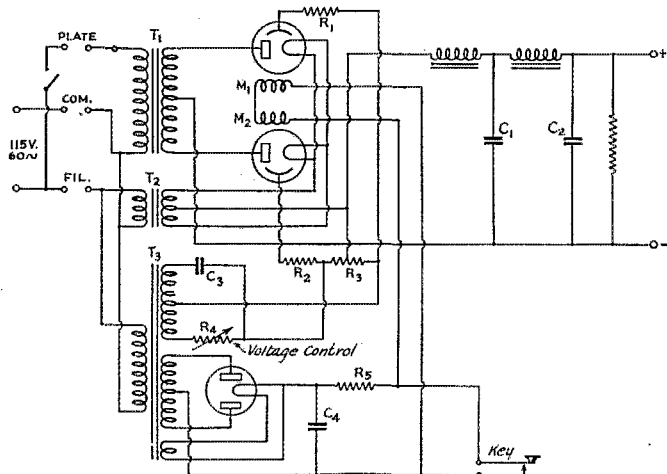 PLATE
T1
R1
M1
M2
COM.
115V.
60~
FIL.
T2
C1
C2
+
-
T3
C3
R2
R3
R4
Voltage Control
R5
C4
Key